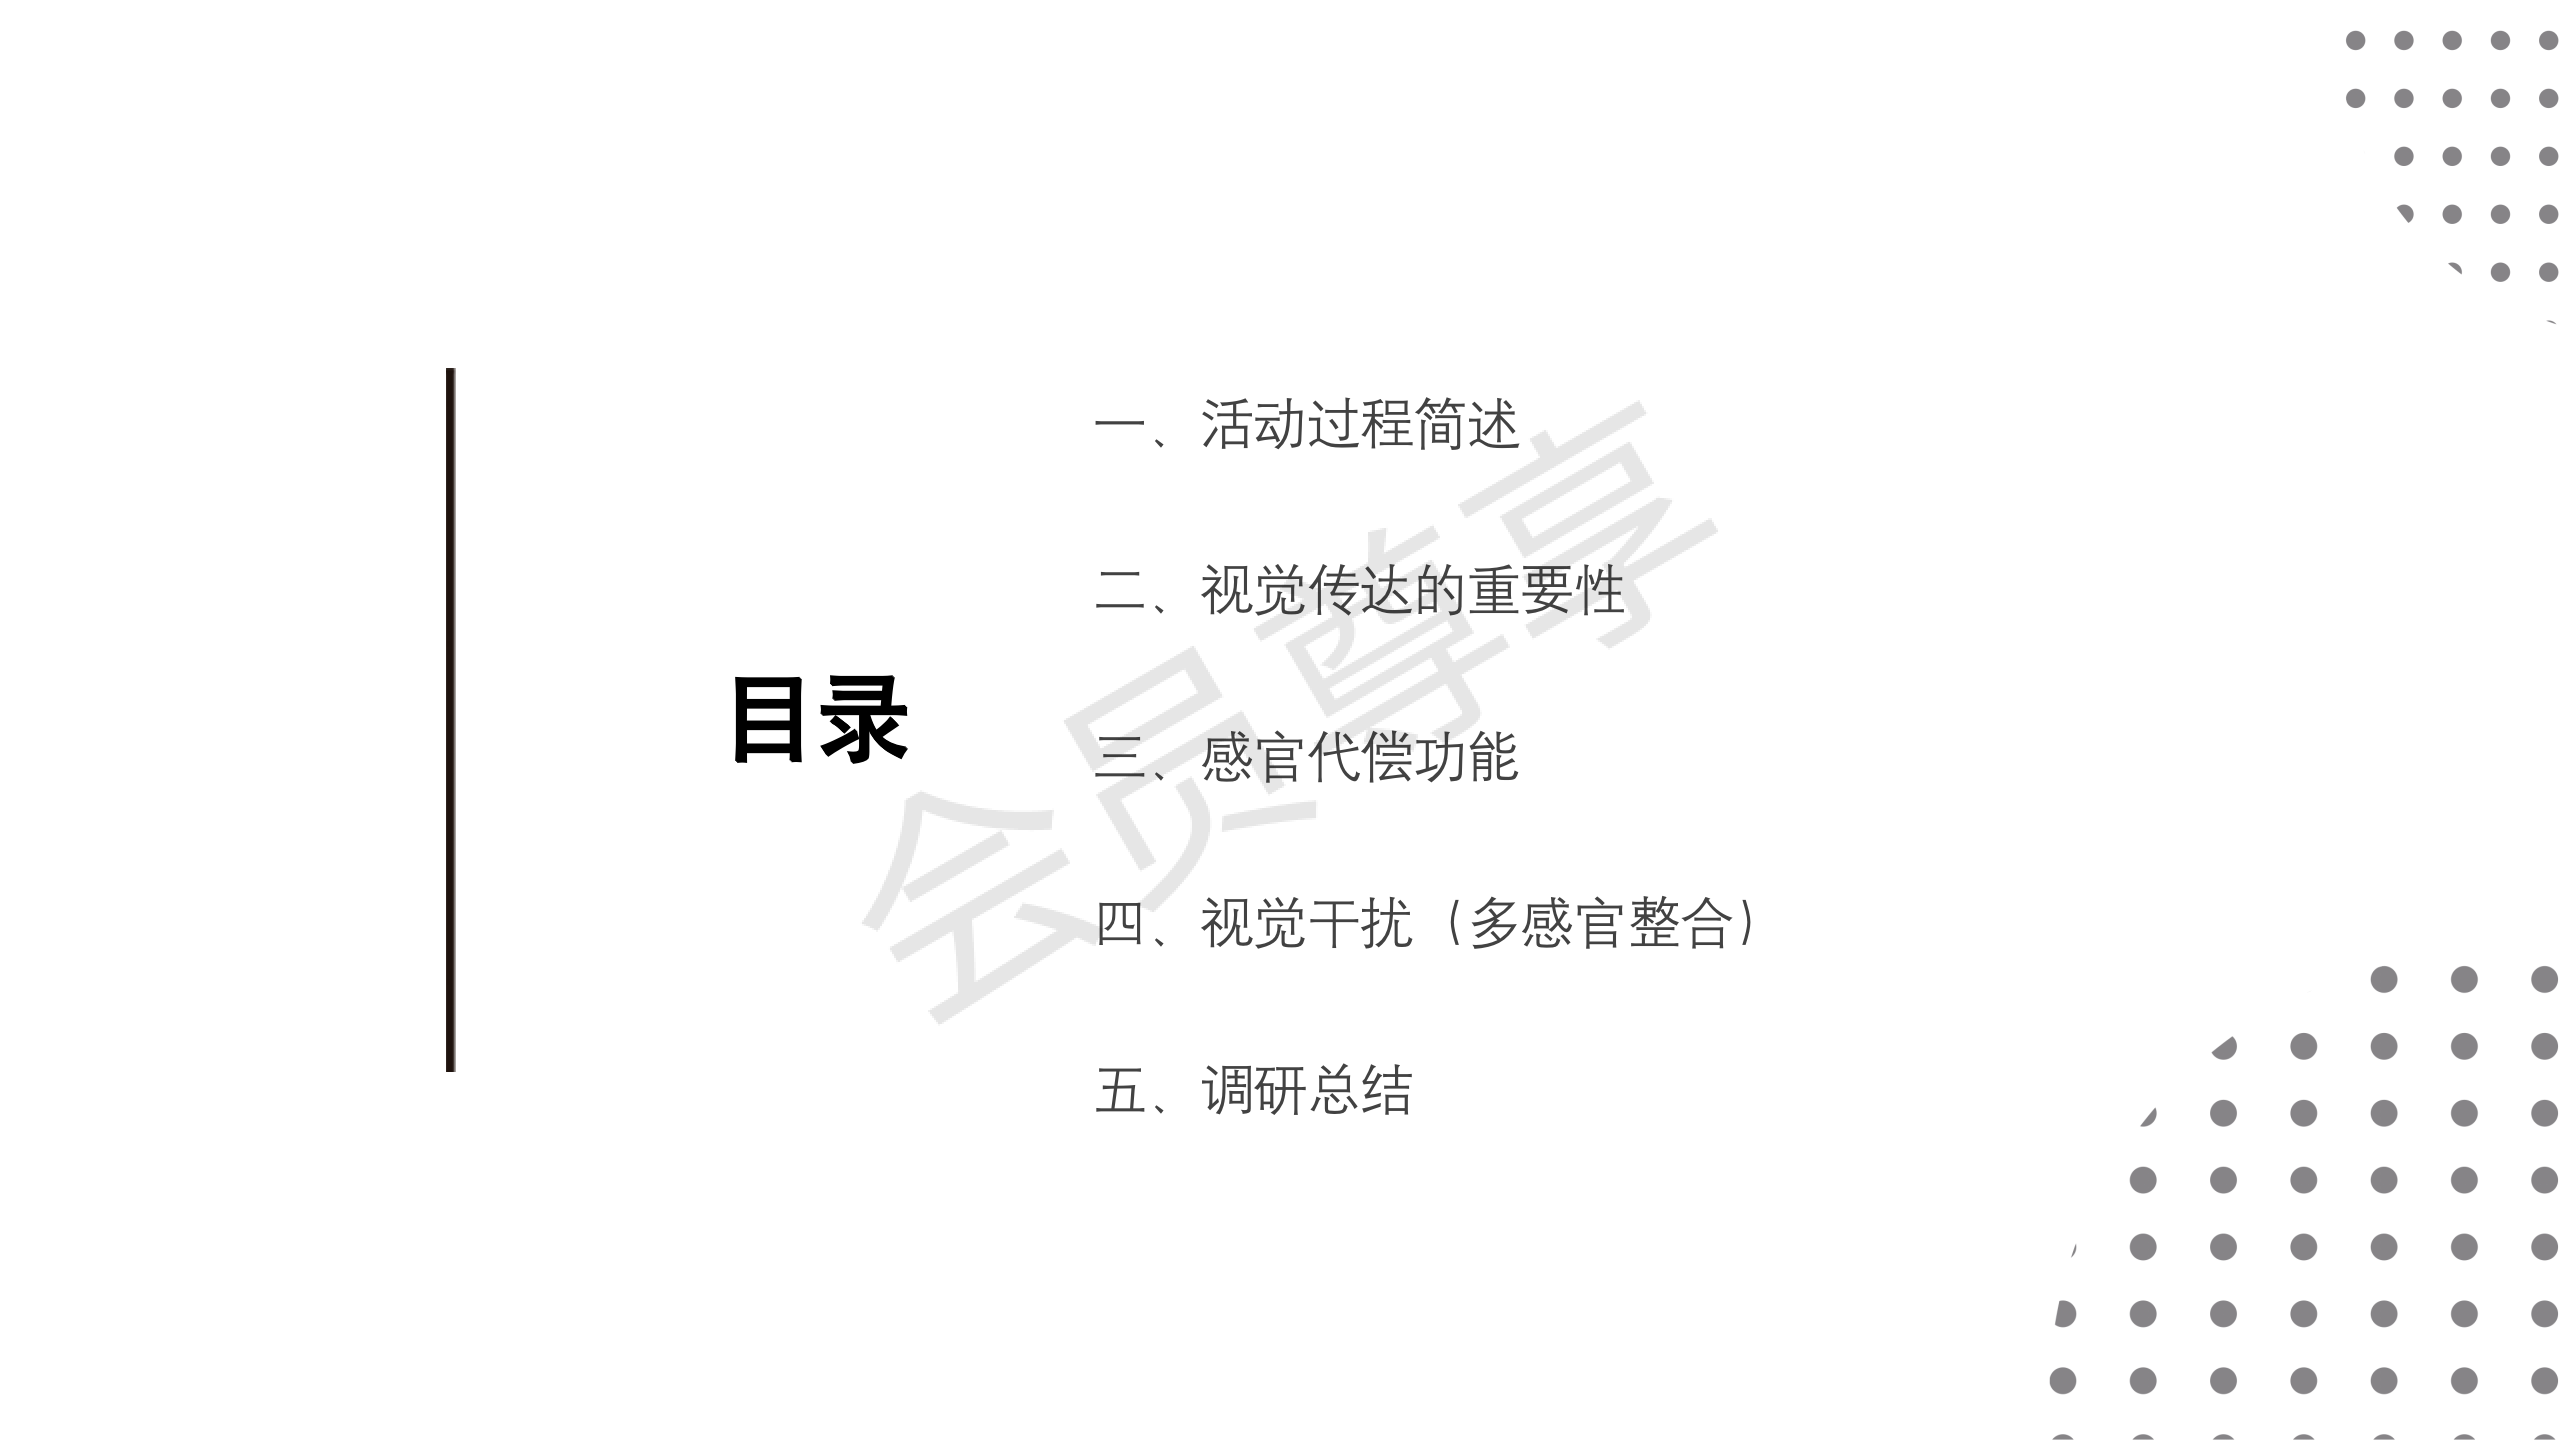 目录
一、活动过程简述
二、视觉传达的重要性
三、感官代偿功能
四、视觉干扰（多感官整合）
五、调研总结
会员尊享